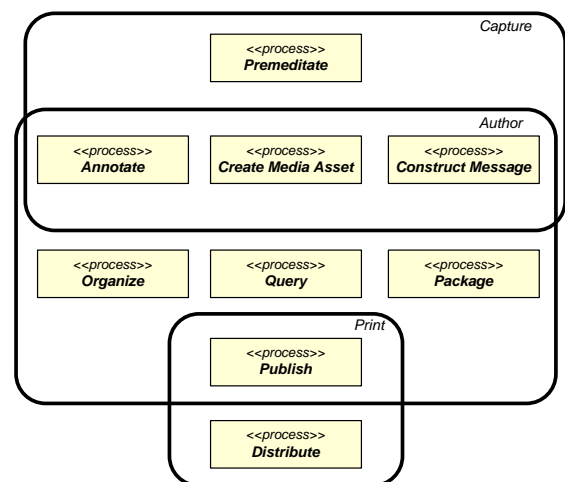 Capture
<<process>>
Premeditate
Author
<<process>>
Annotate
<<process>>
Create Media Asset
<<process>>
Construct Message
<<process>>
Organize
<<process>>
Query
<<process>>
Package
Print
<<process>>
Publish
<<process>>
Distribute